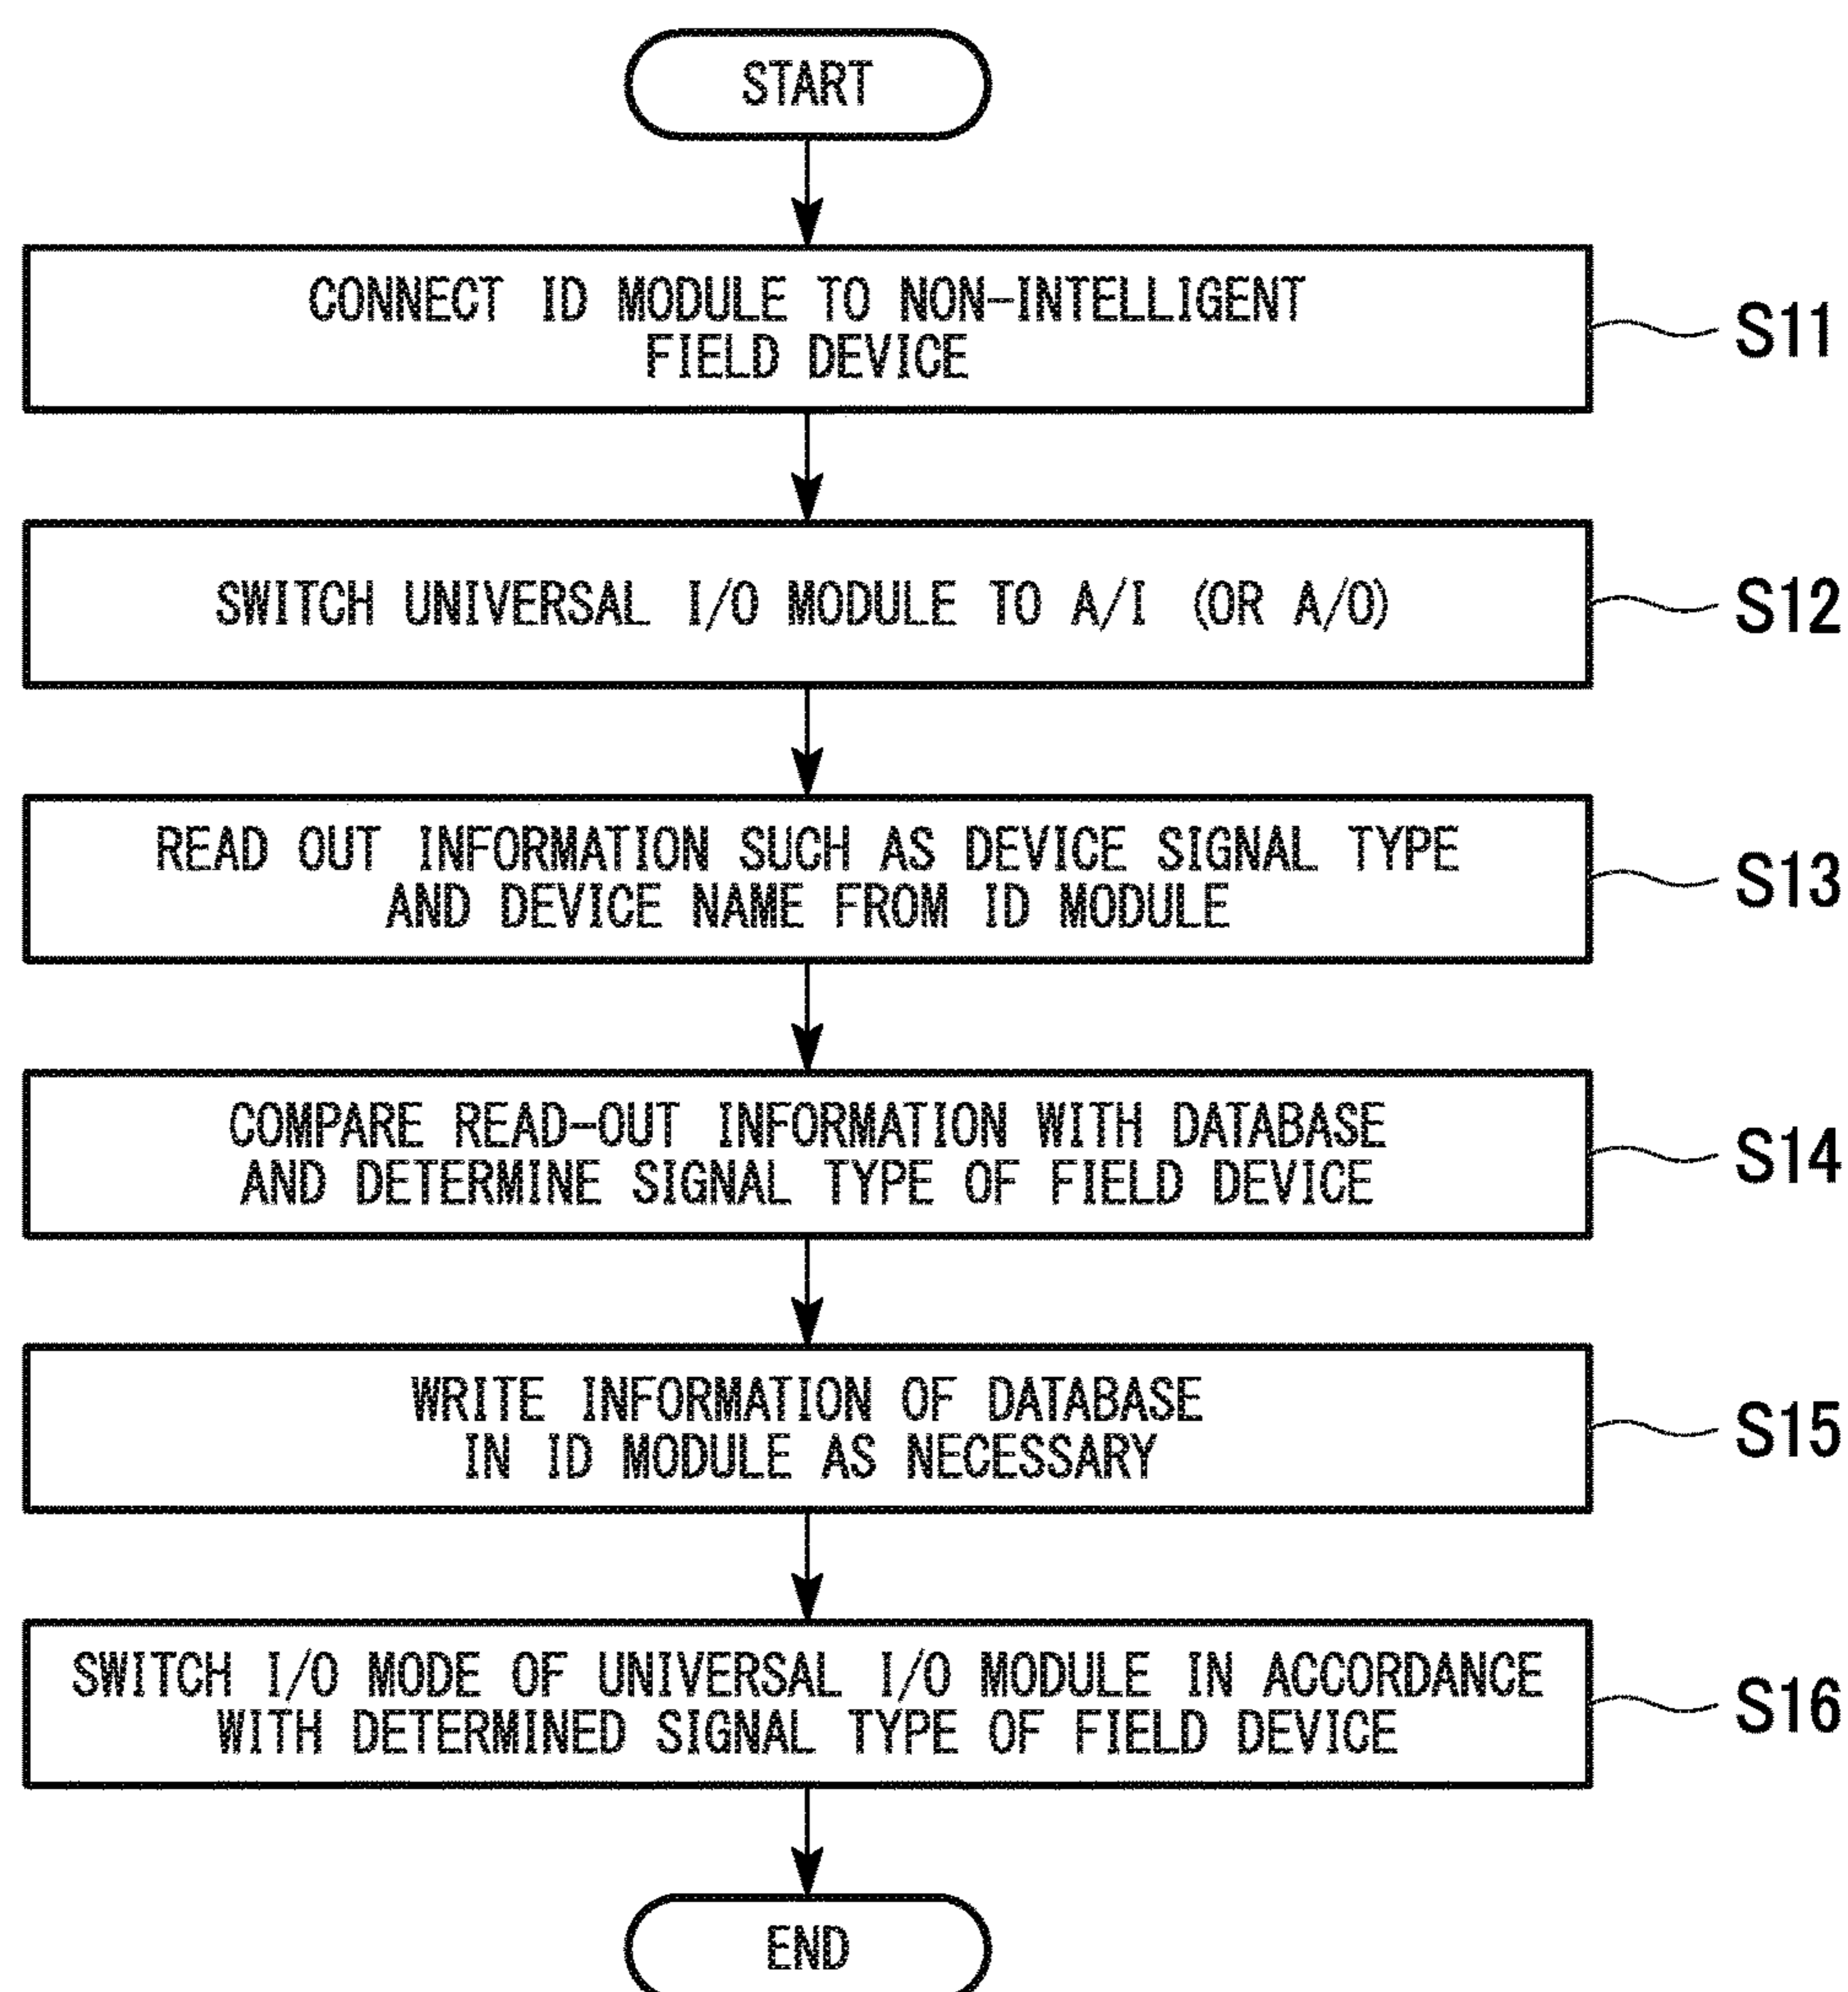 START
CONNECT ID MODULE TO NON-INTELLIGENT
FIELD DEVICE
S11
SWITCH UNIVERSAL I/O MODULE TO A/I (OR A/O)
S12
READ OUT INFORMATION SUCH AS DEVICE SIGNAL TYPE
AND DEVICE NAME FROM ID MODULE
S13
COMPARE READ-OUT INFORMATION WITH DATABASE
AND DETERMINE SIGNAL TYPE OF FIELD DEVICE
S14
WRITE INFORMATION OF DATABASE
IN ID MODULE AS NECESSARY
S15
SWITCH I/O MODE OF UNIVERSAL I/O MODULE IN ACCORDANCE
WITH DETERMINED SIGNAL TYPE OF FIELD DEVICE
S16
END